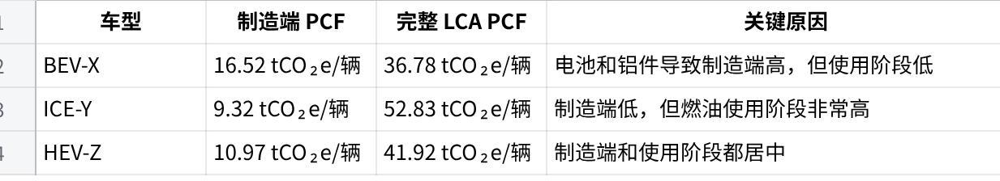 车型 制造端 PCF 完整 LCA PCF 关键原因
2 BEV-X 16.52 tCO₂e/辆 36.78 tCO₂e/辆 电池和铝件导致制造端高，但使用阶段低
3 ICE-Y 9.32 tCO₂e/辆 52.83 tCO₂e/辆 制造端低，但燃油使用阶段非常高
4 HEV-Z 10.97 tCO₂e/辆 41.92 tCO₂e/辆 制造端和使用阶段都居中